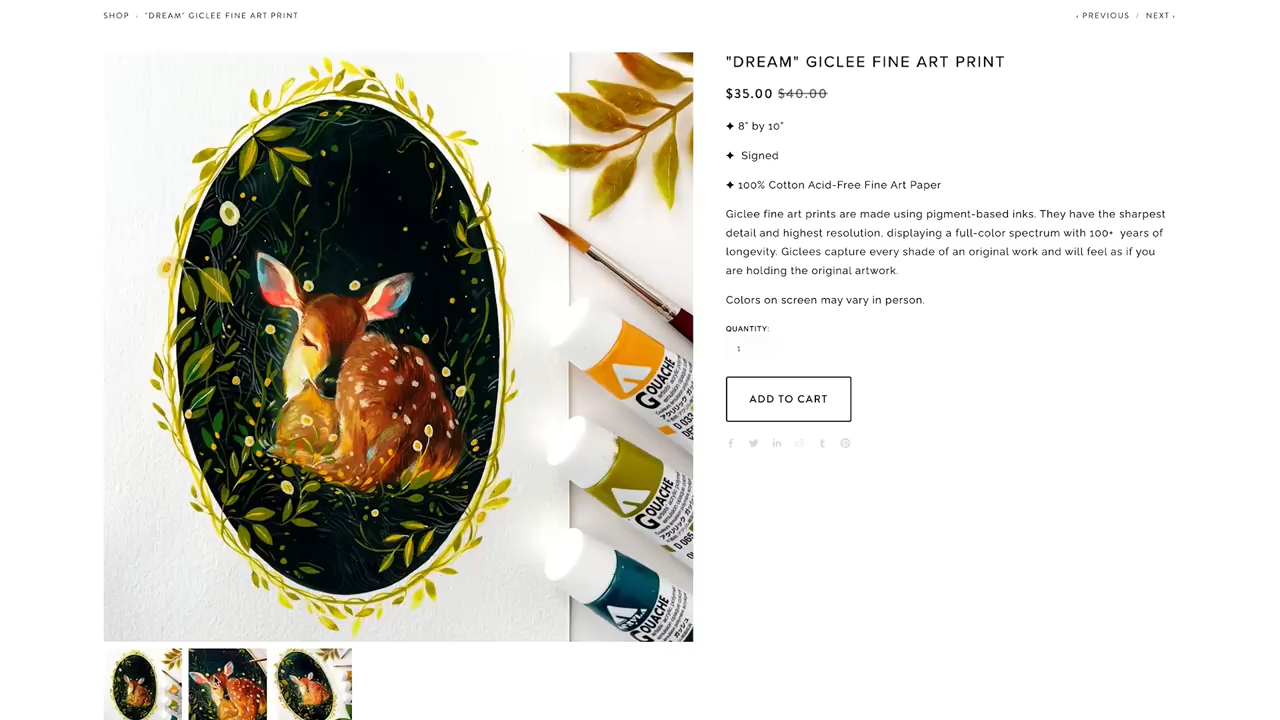 SHOP › "DREAM" GICLEE FINE ART PRINT
‹ PREVIOUS / NEXT ›
"DREAM" GICLEE FINE ART PRINT
$35.00 $40.00
✦ 8” by 10”
✦ Signed
✦ 100% Cotton Acid-Free Fine Art Paper
Giclee fine art prints are made using pigment-based inks. They have the sharpest
detail and highest resolution, displaying a full-color spectrum with 100+ years of
longevity. Giclees capture every shade of an original work and will feel as if you
are holding the original artwork.
Colors on screen may vary in person.
QUANTITY:
1
ADD TO CART
GOUACHE
GOUACHE
D 065
GOUACHE